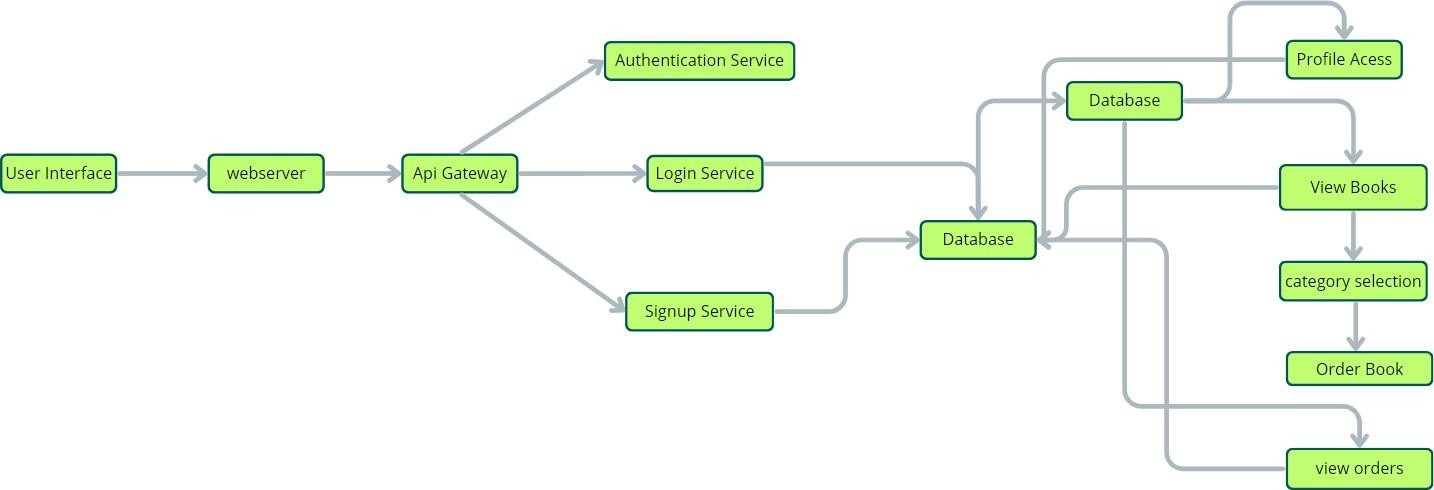 User Interface
webserver
Api Gateway
Authentication Service
Login Service
Signup Service
Database
Database
Profile Acess
View Books
category selection
Order Book
view orders